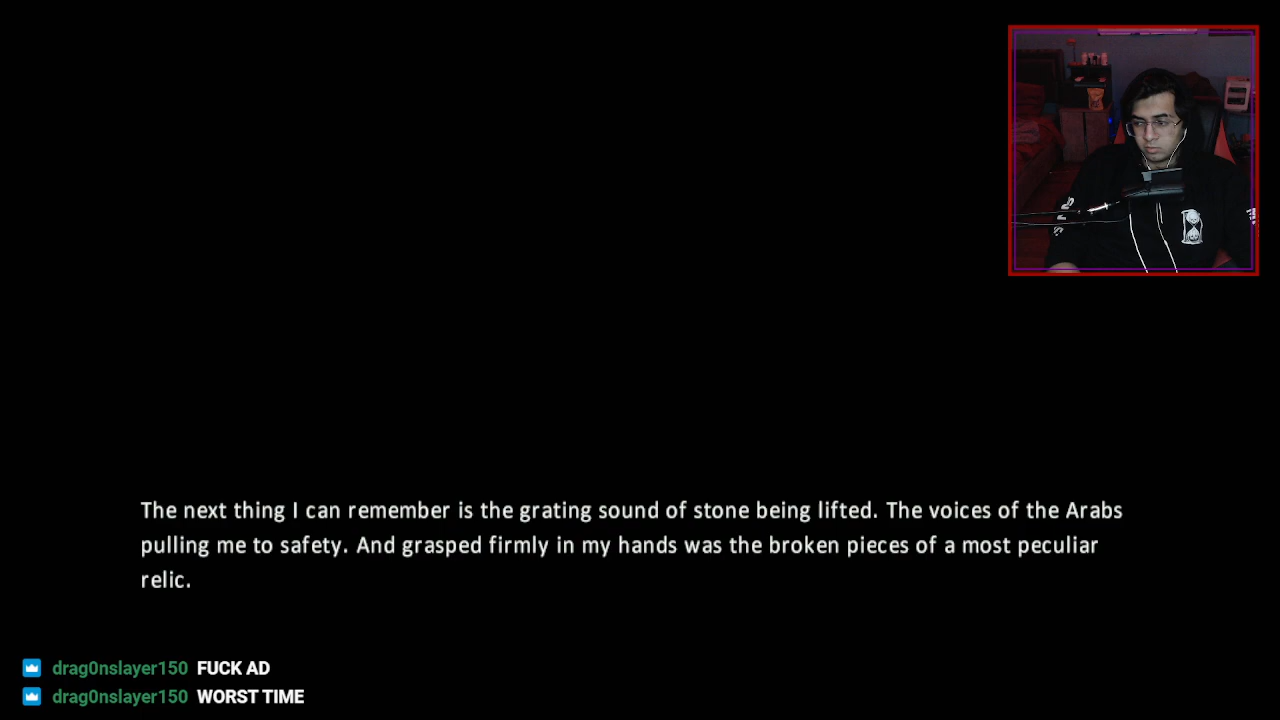 The next thing I can remember is the grating sound of stone being lifted. The voices of the Arabs
pulling me to safety. And grasped firmly in my hands was the broken pieces of a most peculiar
relic.
drag0nslayer150 FUCK AD
drag0nslayer150 WORST TIME